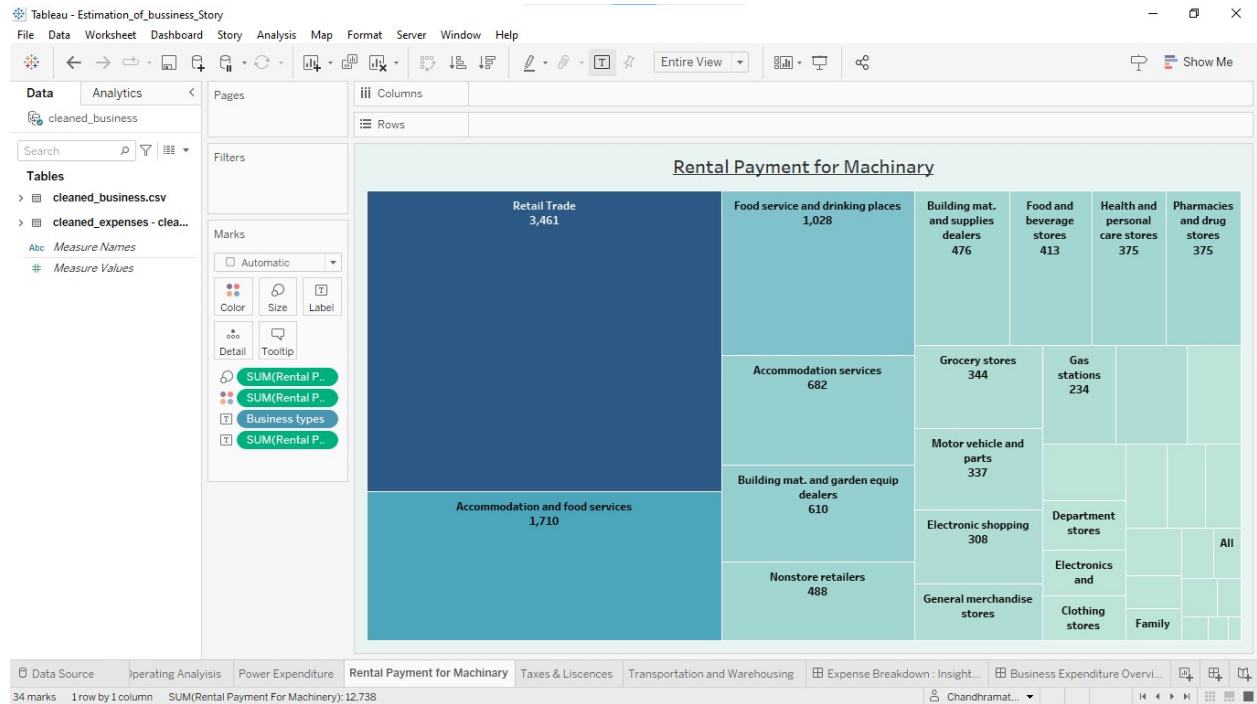 Tableau - Estimation_of_bussiness_Story
File Data Worksheet Dashboard Story Analysis Map Format Server Window Help
Entire View
Show Me
Data Analytics
Pages
Columns
cleaned_business
Rows
Search
Filters
Tables
cleaned_business.csv
cleaned_expenses - clea...
Abc Measure Names
# Measure Values
Marks
Automatic
Color Size Label
Detail Tooltip
SUM(Rental P..
SUM(Rental P..
Business types
SUM(Rental P..
Rental Payment for Machinery
Retail Trade
3,461
Accommodation and food services
1,710
Food service and drinking places
1,028
Accommodation services
682
Building mat. and garden equip
dealers
610
Nonstore retailers
488
Building mat.
and supplies
dealers
476
Food and
beverage
stores
413
Health and
personal
care stores
375
Pharmacies
and drug
stores
375
Grocery stores
344
Gas
stations
234
Motor vehicle and
parts
337
Electronic shopping
308
General merchandise
stores
Department
stores
Electronics
and
Clothing
stores
Family
All
Data Source Operating Analyisis Power Expenditure Rental Payment for Machinery Taxes & Liscences Transportation and Warehousing Expense Breakdown : Insight... Business Expenditure Overvi...
34 marks 1 row by 1 column SUM(Rental Payment For Machinery): 12,738 Chandhramat...